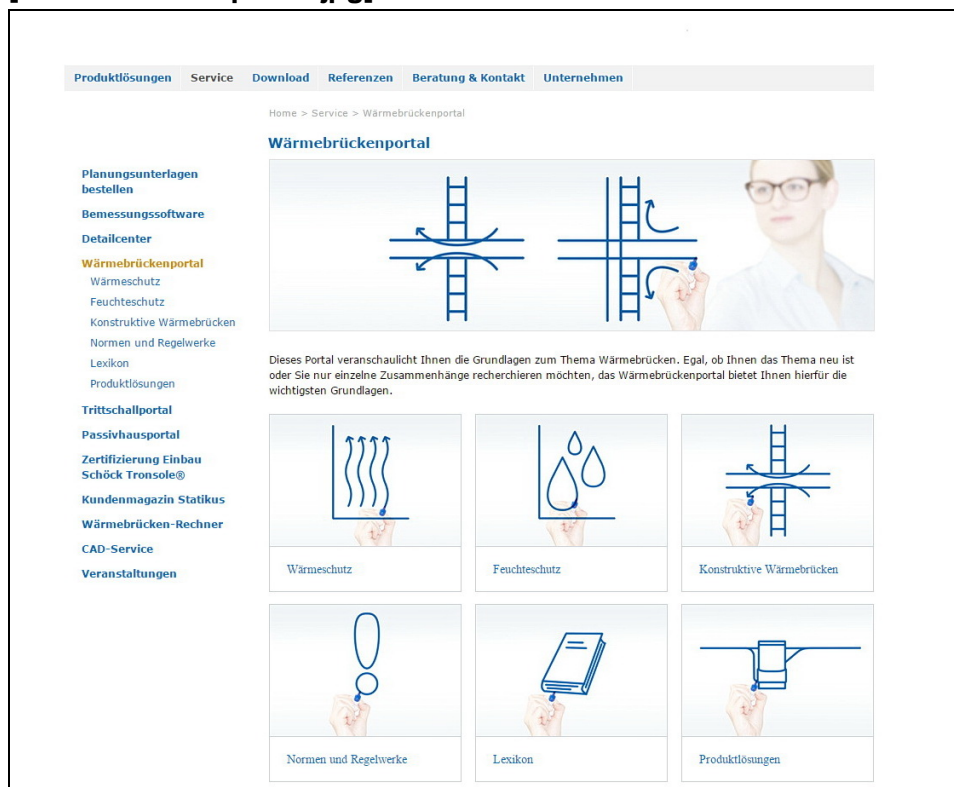 Produktlösungen Service Download Referenzen Beratung & Kontakt Unternehmen
Home > Service > Wärmebrückenportal
Wärmebrückenportal
Planungsunterlagen
bestellen
Bemessungssoftware
Detailcenter
Wärmebrückenportal
Wärmeschutz
Feuchteschutz
Konstruktive Wärmebrücken
Normen und Regelwerke
Lexikon
Produktlösungen
Trittschallportal
Passivhausportal
Zertifizierung Einbau
Schöck Tronsole®
Kundenmagazin Statikus
Wärmebrücken-Rechner
CAD-Service
Veranstaltungen
Dieses Portal veranschaulicht Ihnen die Grundlagen zum Thema Wärmebrücken. Egal, ob Ihnen das Thema neu ist
oder Sie nur einzelne Zusammenhänge recherchieren möchten, das Wärmebrückenportal bietet Ihnen hierfür die
wichtigsten Grundlagen.
Wärmeschutz
Feuchteschutz
Konstruktive Wärmebrücken
Normen und Regelwerke
Lexikon
Produktlösungen